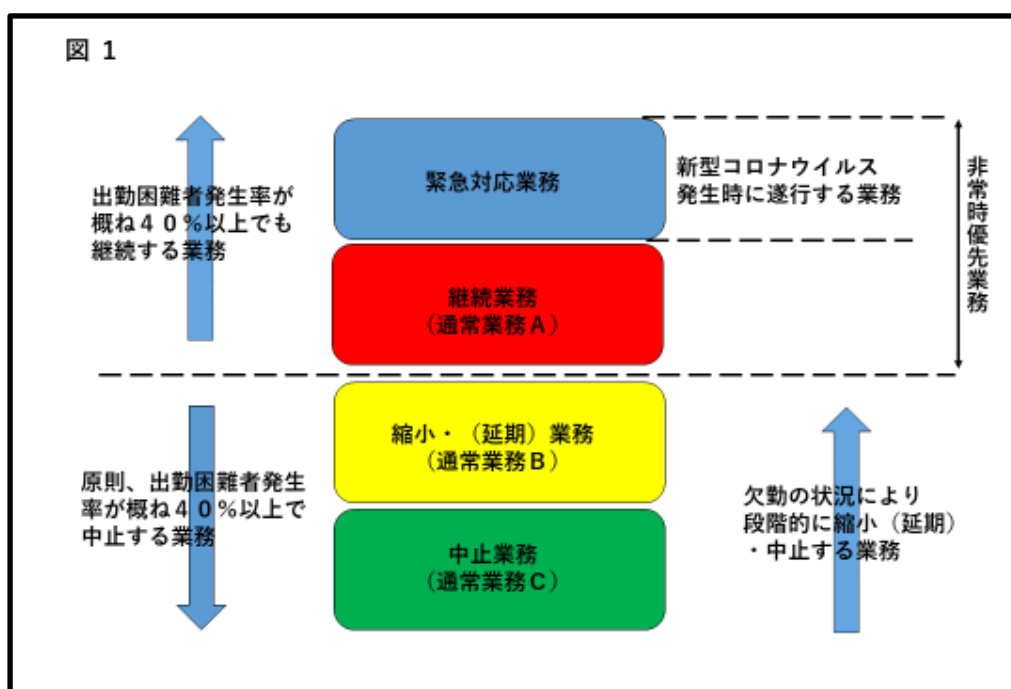 図 1
緊急対応業務
新型コロナウイルス
発生時に遂行する業務
非常時優先業務
出勤困難者発生率が
概ね４０％以上でも
継続する業務
継続業務
（通常業務Ａ）
縮小・（延期）業務
（通常業務Ｂ）
原則、出勤困難者発生
率が概ね４０％以上で
中止する業務
欠勤の状況により
段階的に縮小（延期）
・中止する業務
中止業務
（通常業務Ｃ）